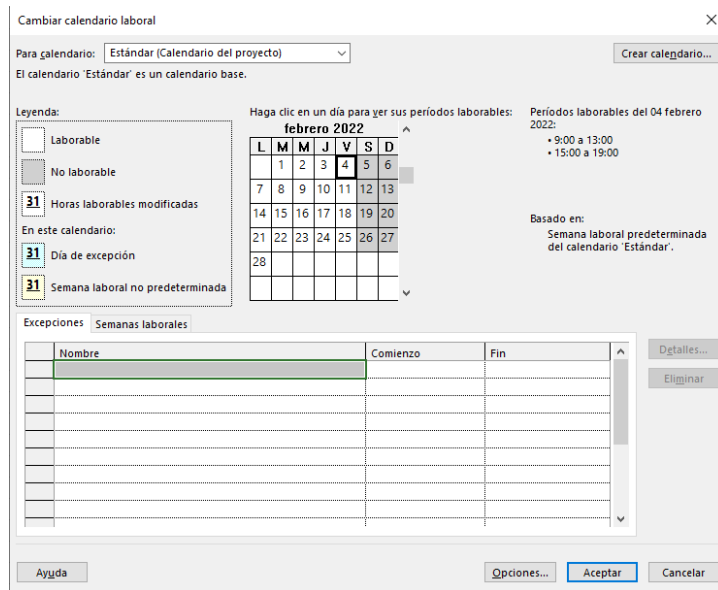 Cambiar calendario laboral
Para calendario: Estándar (Calendario del proyecto)
Crear calendario...
El calendario 'Estándar' es un calendario base.
Leyenda:
Laborable
No laborable
31 Horas laborables modificadas
En este calendario:
31 Día de excepción
31 Semana laboral no predeterminada
Haga clic en un día para ver sus períodos laborables:
febrero 2022
L M M J V S D
1 2 3 4 5 6
7 8 9 10 11 12 13
14 15 16 17 18 19 20
21 22 23 24 25 26 27
28
Períodos laborables del 04 febrero
2022:
• 9:00 a 13:00
• 15:00 a 19:00
Basado en:
Semana laboral predeterminada
del calendario 'Estándar'.
Excepciones Semanas laborales
Nombre Comienzo Fin
Detalles...
Eliminar
Ayuda Opciones... Aceptar Cancelar